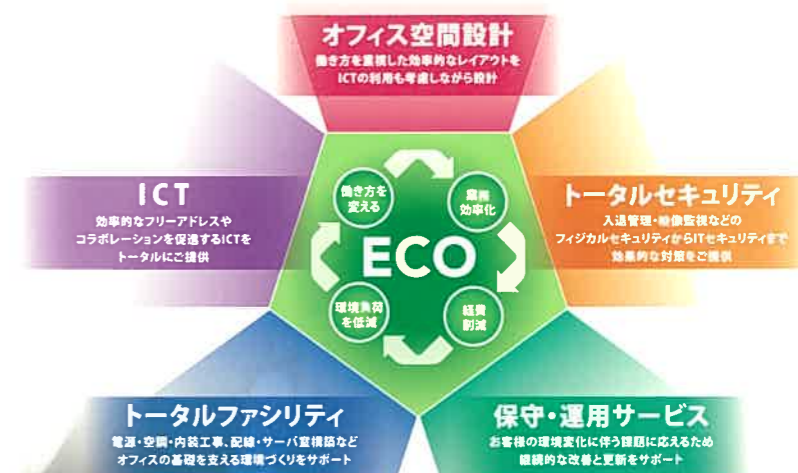 オフィス空間設計
働き方を重視した効率的なレイアウトを
ICTの利用も考慮しながら設計
ICT
効率的なフリーアドレスや
コラボレーションを促進するICTを
トータルにご提供
働き方を
変える
業務
効率化
トータルセキュリティ
入退管理・映像監視などの
フィジカルセキュリティからITセキュリティまで
効果的な対策をご提供
ECO
環境負荷
を低減
経費
削減
トータルファシリティ
電源・空調・内装工事、配線・サーバ室構築など
オフィスの基礎を支える環境づくりをサポート
保守・運用サービス
お客様の環境変化に伴う課題に応えるため
継続的な改善と更新をサポート